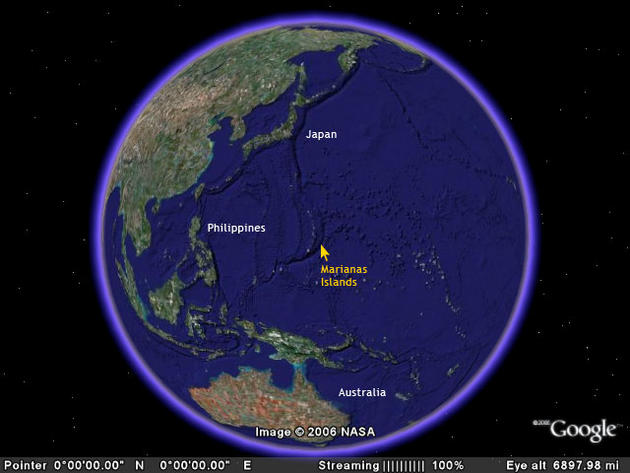 Japan
Philippines
Marianas
Islands
Australia
Image © 2006 NASA
©2006 Google
Pointer 0°00'00.00" N 0°00'00.00" E Streaming |||||||||| 100% Eye alt 6897.98 mi